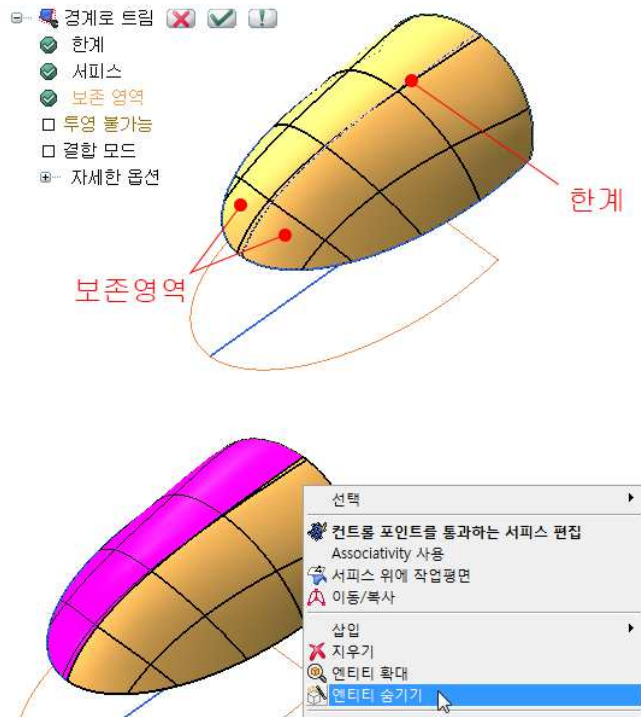 경계로 트림
한계
서피스
보존 영역
투영 불가능
결합 모드
자세한 옵션
한계
보존영역
선택
컨트롤 포인트를 통과하는 서피스 편집
Associativity 사용
서피스 위에 작업평면
이동/복사
삽입
지우기
엔티티 확대
엔티티 숨기기